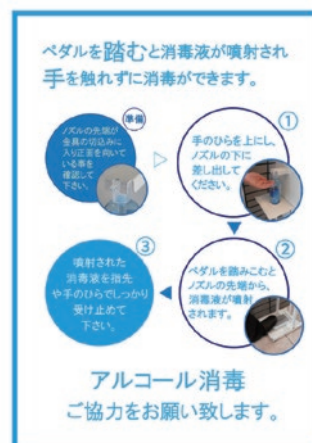 ペダルを踏むと消毒液が噴射され
手を触れずに消毒ができます。
準備
ノズルの先端が
金具の切込みに
入り正面を向いて
いる事を
確認して
下さい。
①
手のひらを上にし、
ノズルの下に
差し出して
ください。
②
ペダルを踏みこむと
ノズルの先端から、
消毒液が噴射
されます。
③
噴射された
消毒液を指先
や手のひらでしっかり
受け止めて
下さい。
アルコール消毒
ご協力をお願い致します。